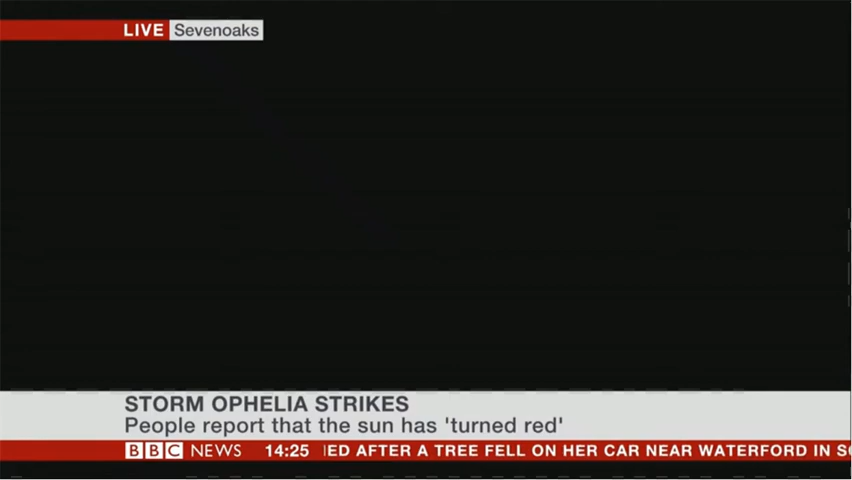 LIVE Sevenoaks
STORM OPHELIA STRIKES
People report that the sun has 'turned red'
BBC NEWS 14:25 ED AFTER A TREE FELL ON HER CAR NEAR WATERFORD IN